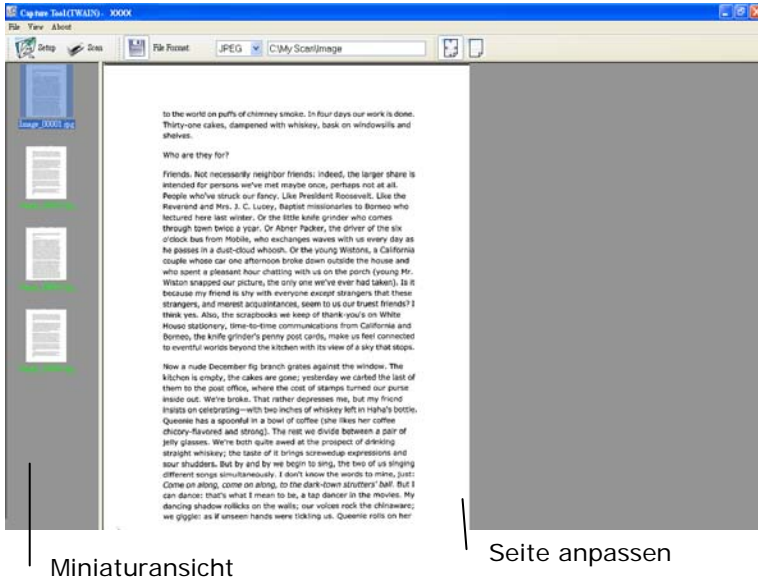 Capture Tool(TWAIN) - XXXX
File View About
Setup Scan File Format JPEG C:\My Scan\Image
Image_00001.jpg
to the world on puffs of chimney smoke. In four days our work is done.
Thirty-one cakes, dampened with whiskey, bask on windowsills and
shelves.
Who are they for?
Friends. Not necessarily neighbor friends: indeed, the larger share is
intended for persons we've met maybe once, perhaps not at all.
People who've struck our fancy. Like President Roosevelt. Like the
Reverend and Mrs. J. C. Lucey, Baptist missionaries to Borneo who
lectured here last winter. Or the little knife grinder who comes
through town twice a year. Or Abner Packer, the driver of the six
o'clock bus from Mobile, who exchanges waves with us every day as
he passes in a dust-cloud whoosh. Or the young Wistons, a California
couple whose car one afternoon broke down outside the house and
who spent a pleasant hour chatting with us on the porch (young Mr.
Wiston snapped our picture, the only one we've ever had taken). Is it
because my friend is shy with everyone except strangers that these
strangers, and merest acquaintances, seem to us our truest friends? I
think yes. Also, the scrapbooks we keep of thank-you's on White
House stationery, time-to-time communications from California and
Borneo, the knife grinder's penny post cards, make us feel connected
to eventful worlds beyond the kitchen with its view of a sky that stops.
Now a nude December fig branch grates against the window. The
kitchen is empty, the cakes are gone; yesterday we carted the last of
them to the post office, where the cost of stamps turned our purse
inside out. We're broke. That rather depresses me, but my friend
insists on celebrating—with two inches of whiskey left in Haha's bottle.
Queenie has a spoonful in a bowl of coffee (she likes her coffee
chicory-flavored and strong). The rest we divide between a pair of
jelly glasses. We're both quite awed at the prospect of drinking
straight whiskey; the taste of it brings screwedup expressions and
sour shudders. But by and by we begin to sing, the two of us singing
different songs simultaneously. I don't know the words to mine, just:
Come on along, come on along, to the dark-town strutters' ball. But I
can dance: that's what I mean to be, a tap dancer in the movies. My
dancing shadow rollicks on the walls; our voices rock the chinaware;
we giggle: as if unseen hands were tickling us. Queenie rolls on her
Miniaturansicht
Seite anpassen